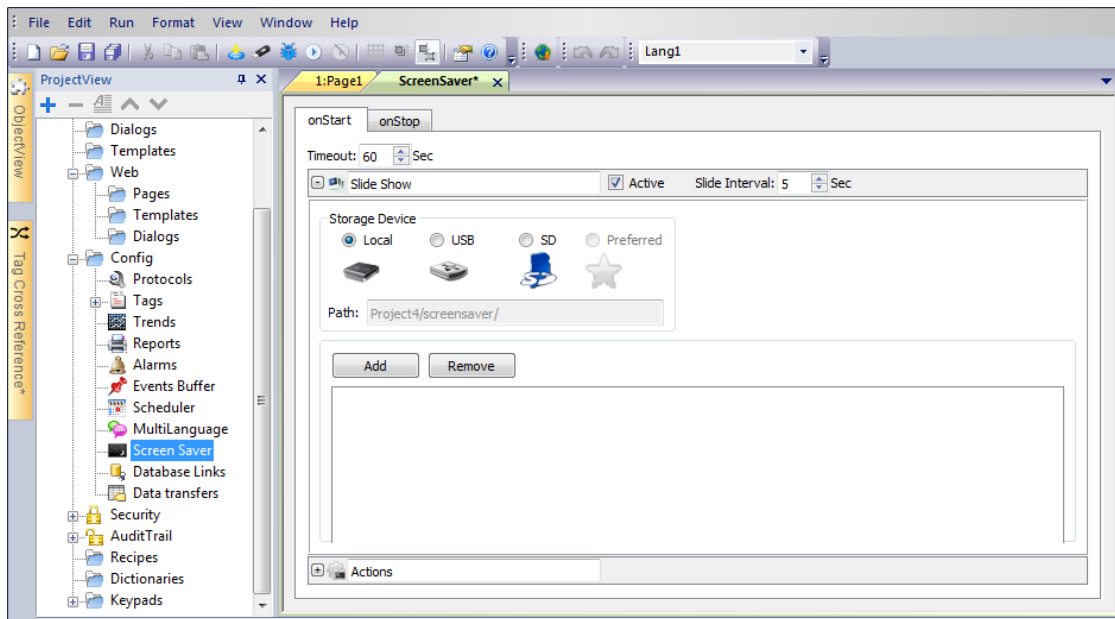 File Edit Run Format View Window Help
Lang1
ObjectView
Tag Cross Reference*
ProjectView
Dialogs
Templates
Web
Pages
Templates
Dialogs
Config
Protocols
Tags
Trends
Reports
Alarms
Events Buffer
Scheduler
MultiLanguage
Screen Saver
Database Links
Data transfers
Security
AuditTrail
Recipes
Dictionaries
Keypads
1:Page1 ScreenSaver*
onStart onStop
Timeout: 60 Sec
Slide Show Active Slide Interval: 5 Sec
Storage Device
Local USB SD Preferred
Path: Project4/screensaver/
Add Remove
Actions